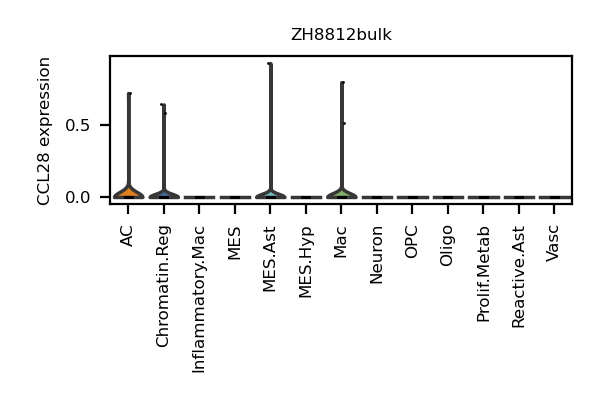 ZH8812bulk
CCL28 expression
0.5
0.0
AC
Chromatin.Reg
Inflammatory.Mac
MES
MES.Ast
MES.Hyp
Mac
Neuron
OPC
Oligo
Prolif.Metab
Reactive.Ast
Vasc